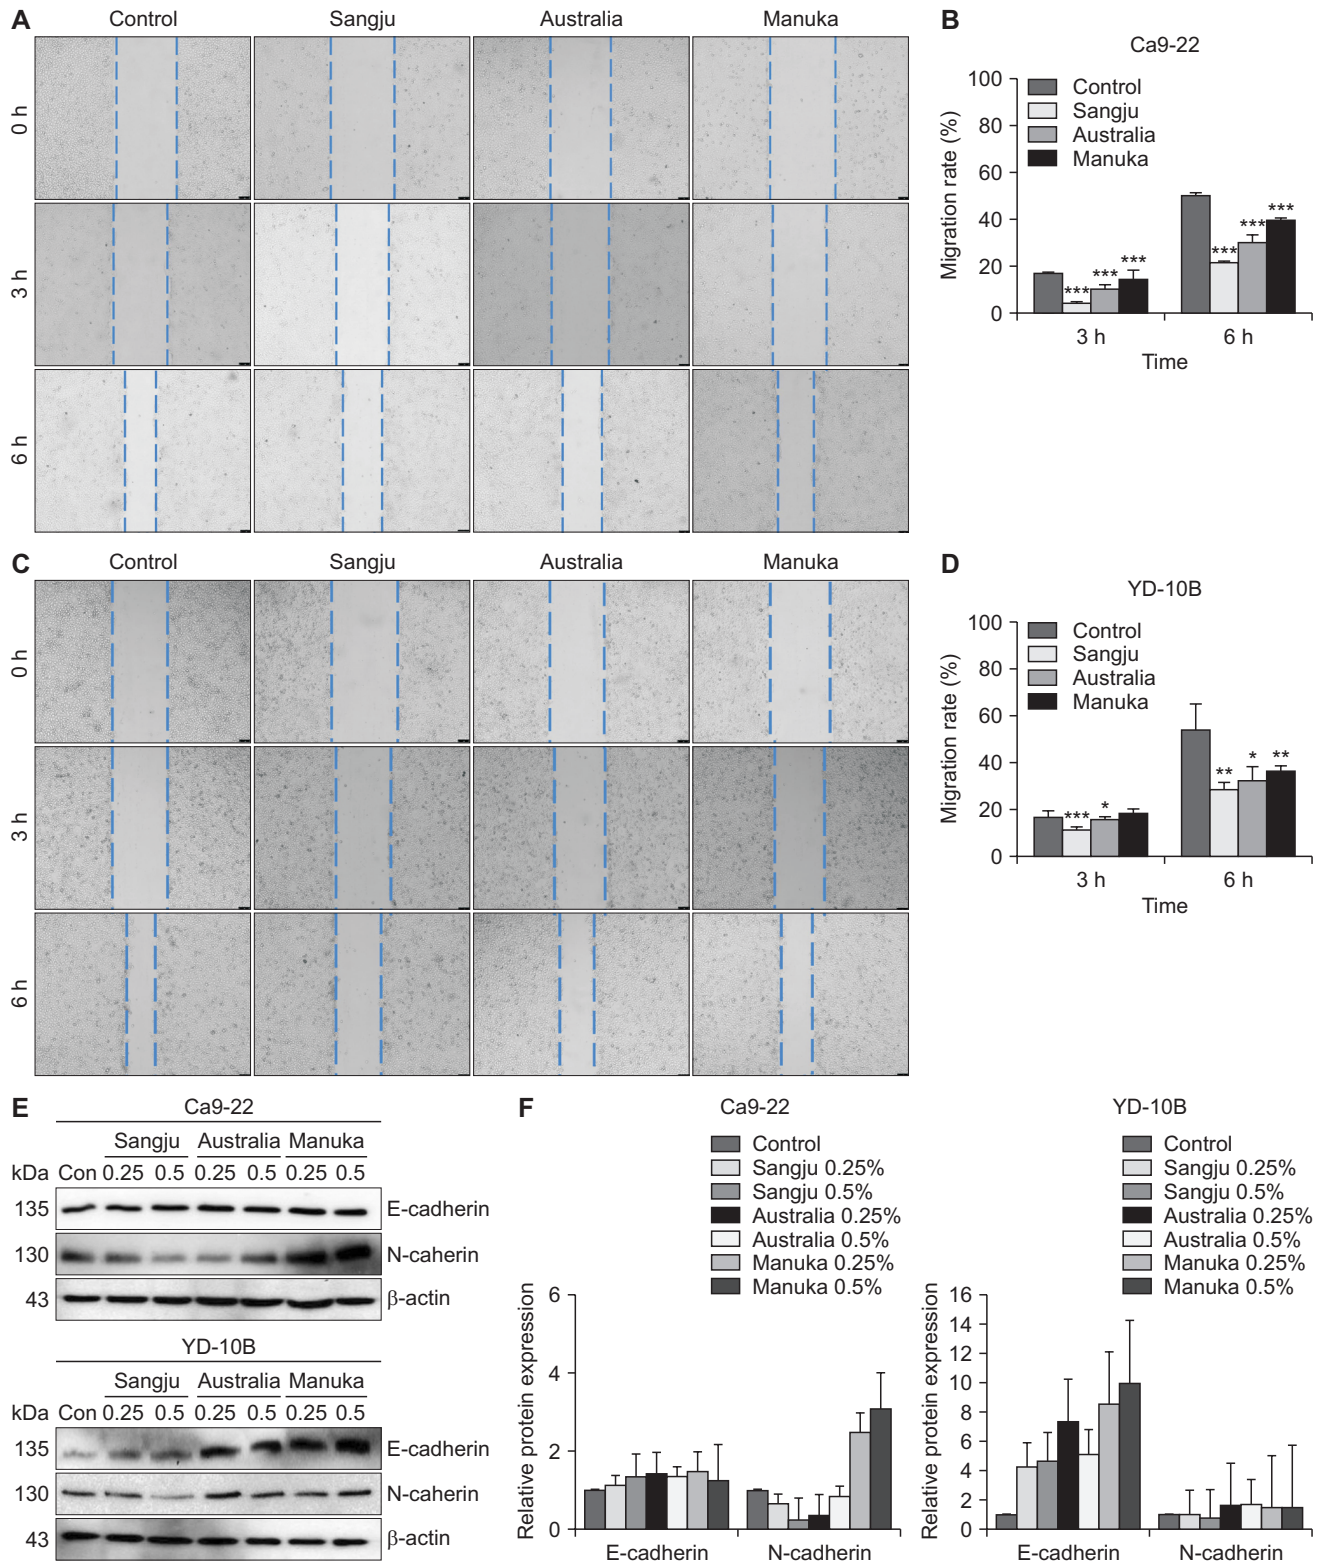 A
Control Sangju Australia Manuka
0 h
3 h
6 h
B
Ca9-22
Control
Sangju
Australia
Manuka
Migration rate (%)
100
80
60
40
20
0
*** *** ***
*** *** ***
3 h 6 h
Time
C
Control Sangju Australia Manuka
0 h
3 h
6 h
D
YD-10B
Control
Sangju
Australia
Manuka
Migration rate (%)
100
80
60
40
20
0
*** *
** * **
3 h 6 h
Time
E
Ca9-22
Sangju Australia Manuka
kDa Con 0.25 0.5 0.25 0.5 0.25 0.5
135 E-cadherin
130 N-caherin
43 β-actin
YD-10B
Sangju Australia Manuka
kDa Con 0.25 0.5 0.25 0.5 0.25 0.5
135 E-cadherin
130 N-caherin
43 β-actin
F
Ca9-22
Control
Sangju 0.25%
Sangju 0.5%
Australia 0.25%
Australia 0.5%
Manuka 0.25%
Manuka 0.5%
Relative protein expression
6
4
2
0
E-cadherin N-cadherin
YD-10B
Control
Sangju 0.25%
Sangju 0.5%
Australia 0.25%
Australia 0.5%
Manuka 0.25%
Manuka 0.5%
Relative protein expression
16
14
12
10
8
6
4
2
0
E-cadherin N-cadherin